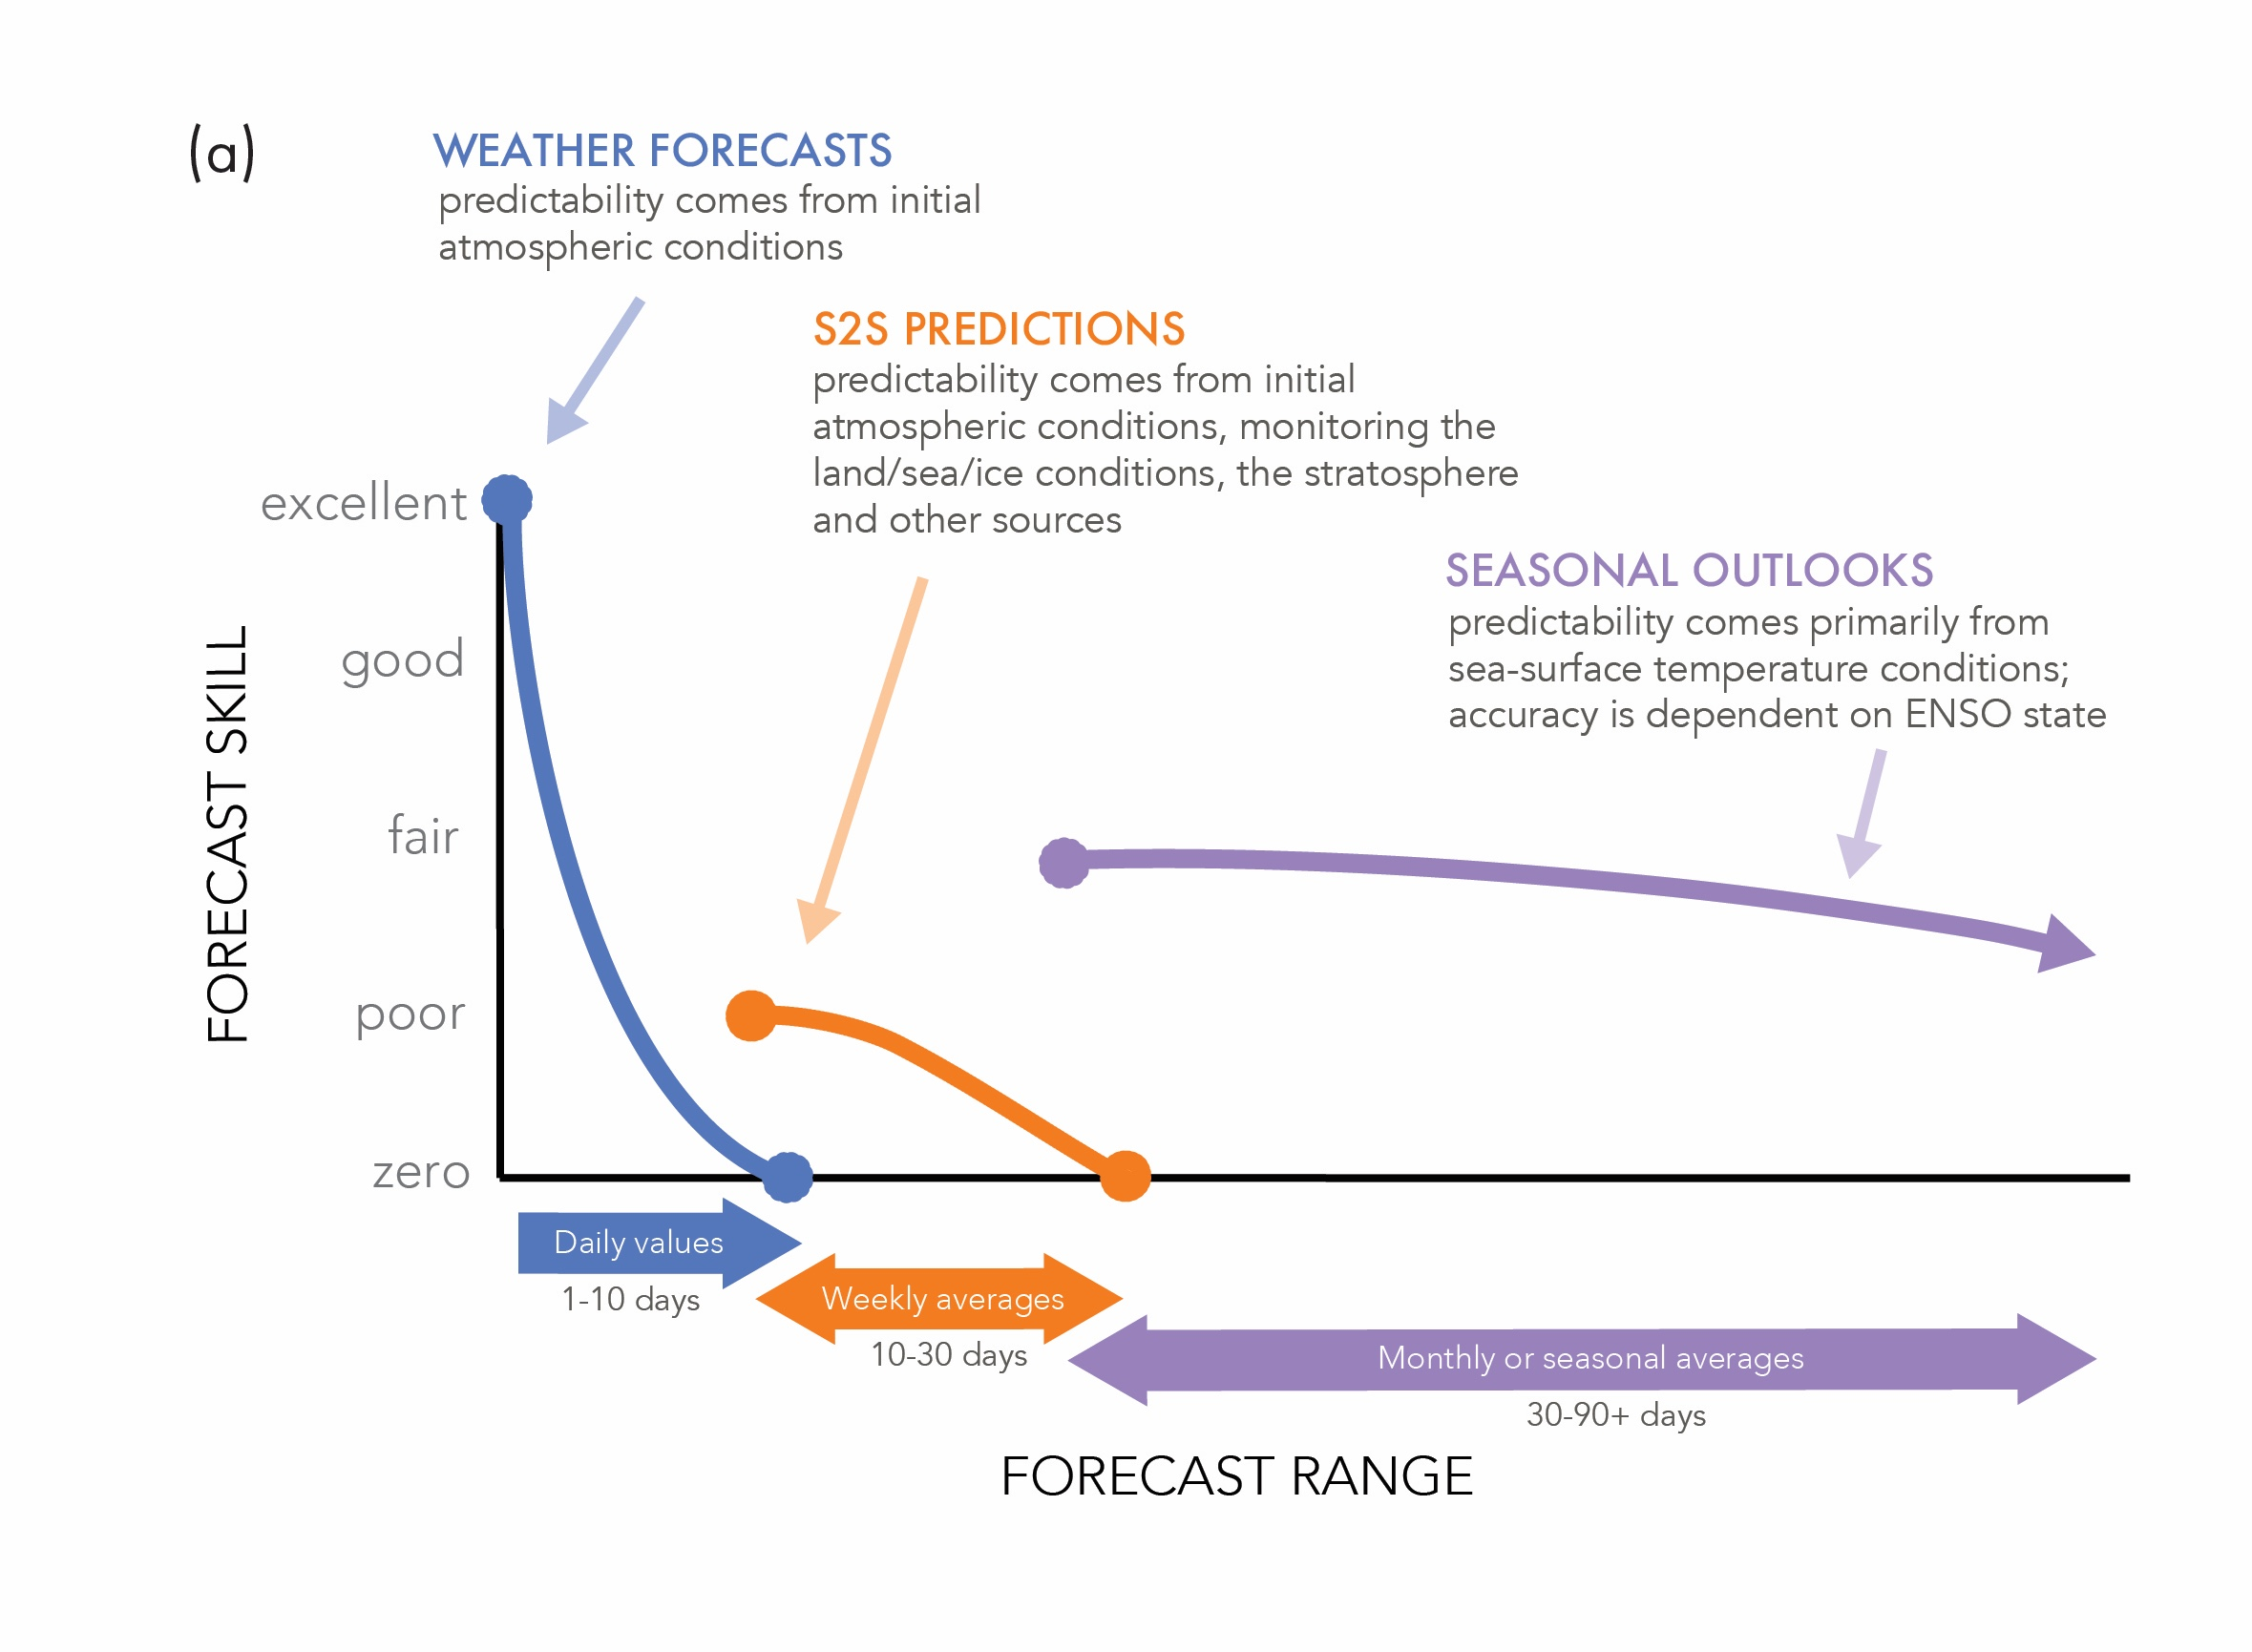 (a)
WEATHER FORECASTS
predictability comes from initial
atmospheric conditions
S2S PREDICTIONS
predictability comes from initial
atmospheric conditions, monitoring the
land/sea/ice conditions, the stratosphere
and other sources
SEASONAL OUTLOOKS
predictability comes primarily from
sea-surface temperature conditions;
accuracy is dependent on ENSO state
FORECAST SKILL
excellent
good
fair
poor
zero
Daily values
1-10 days
Weekly averages
10-30 days
Monthly or seasonal averages
30-90+ days
FORECAST RANGE